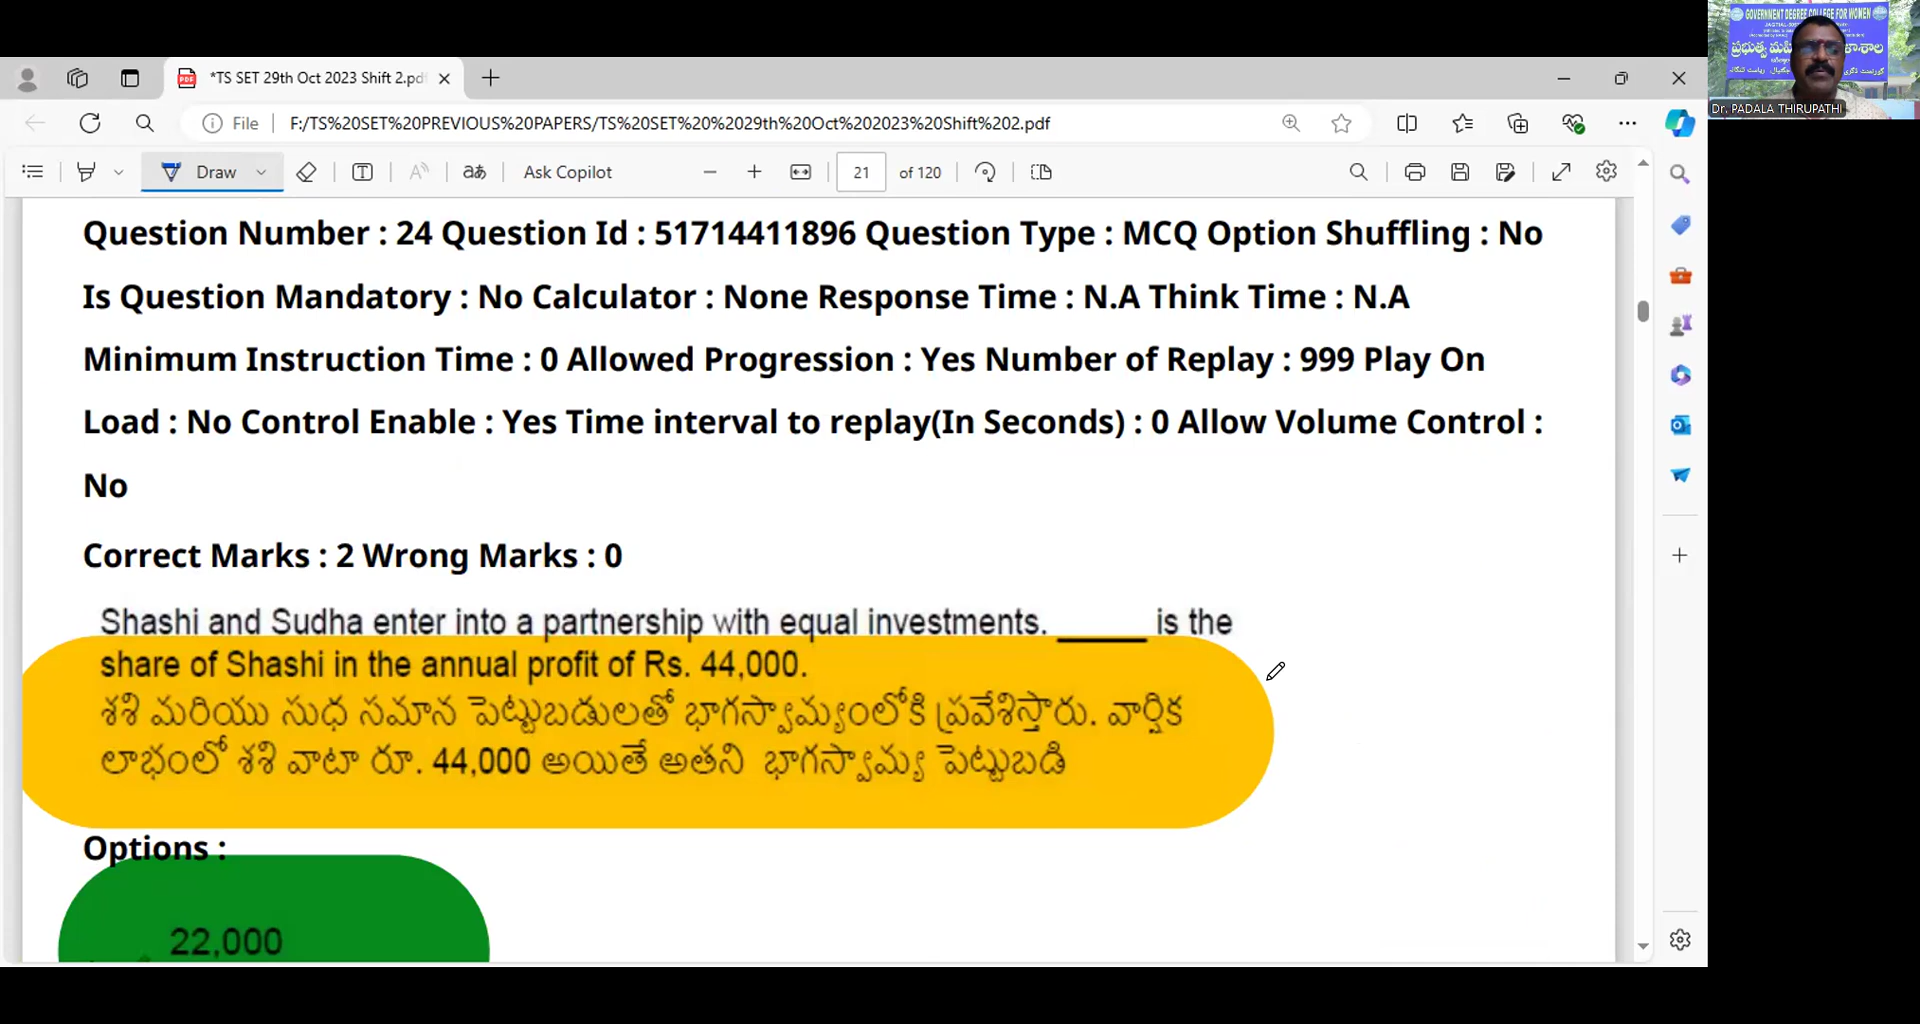 GOVERNMENT DEGREE COLLEGE FOR WOMEN
Dr. PADALA THIRUPATHI
*TS SET 29th Oct 2023 Shift 2.pdf
File
F:/TS%20SET%20PREVIOUS%20PAPERS/TS%20SET%20%2029th%20Oct%202023%20Shift%202.pdf
Draw
Ask Copilot
21 of 120
Question Number : 24 Question Id : 51714411896 Question Type : MCQ Option Shuffling : No
Is Question Mandatory : No Calculator : None Response Time : N.A Think Time : N.A
Minimum Instruction Time : 0 Allowed Progression : Yes Number of Replay : 999 Play On
Load : No Control Enable : Yes Time interval to replay(In Seconds) : 0 Allow Volume Control :
No
Correct Marks : 2 Wrong Marks : 0
Shashi and Sudha enter into a partnership with equal investments. ______ is the
share of Shashi in the annual profit of Rs. 44,000.
శశి మరియు సుధ సమాన పెట్టుబడులతో భాగస్వామ్యంలోకి ప్రవేశిస్తారు. వార్షిక
లాభంలో శశి వాటా రూ. 44,000 అయితే అతని భాగస్వామ్య పెట్టుబడి
Options :
22,000